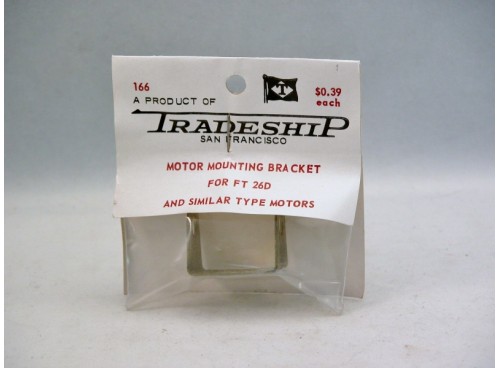 166
T
$0.39
each
A PRODUCT OF
TRADESHIP
SAN FRANCISCO
MOTOR MOUNTING BRACKET
FOR FT 26D
AND SIMILAR TYPE MOTORS